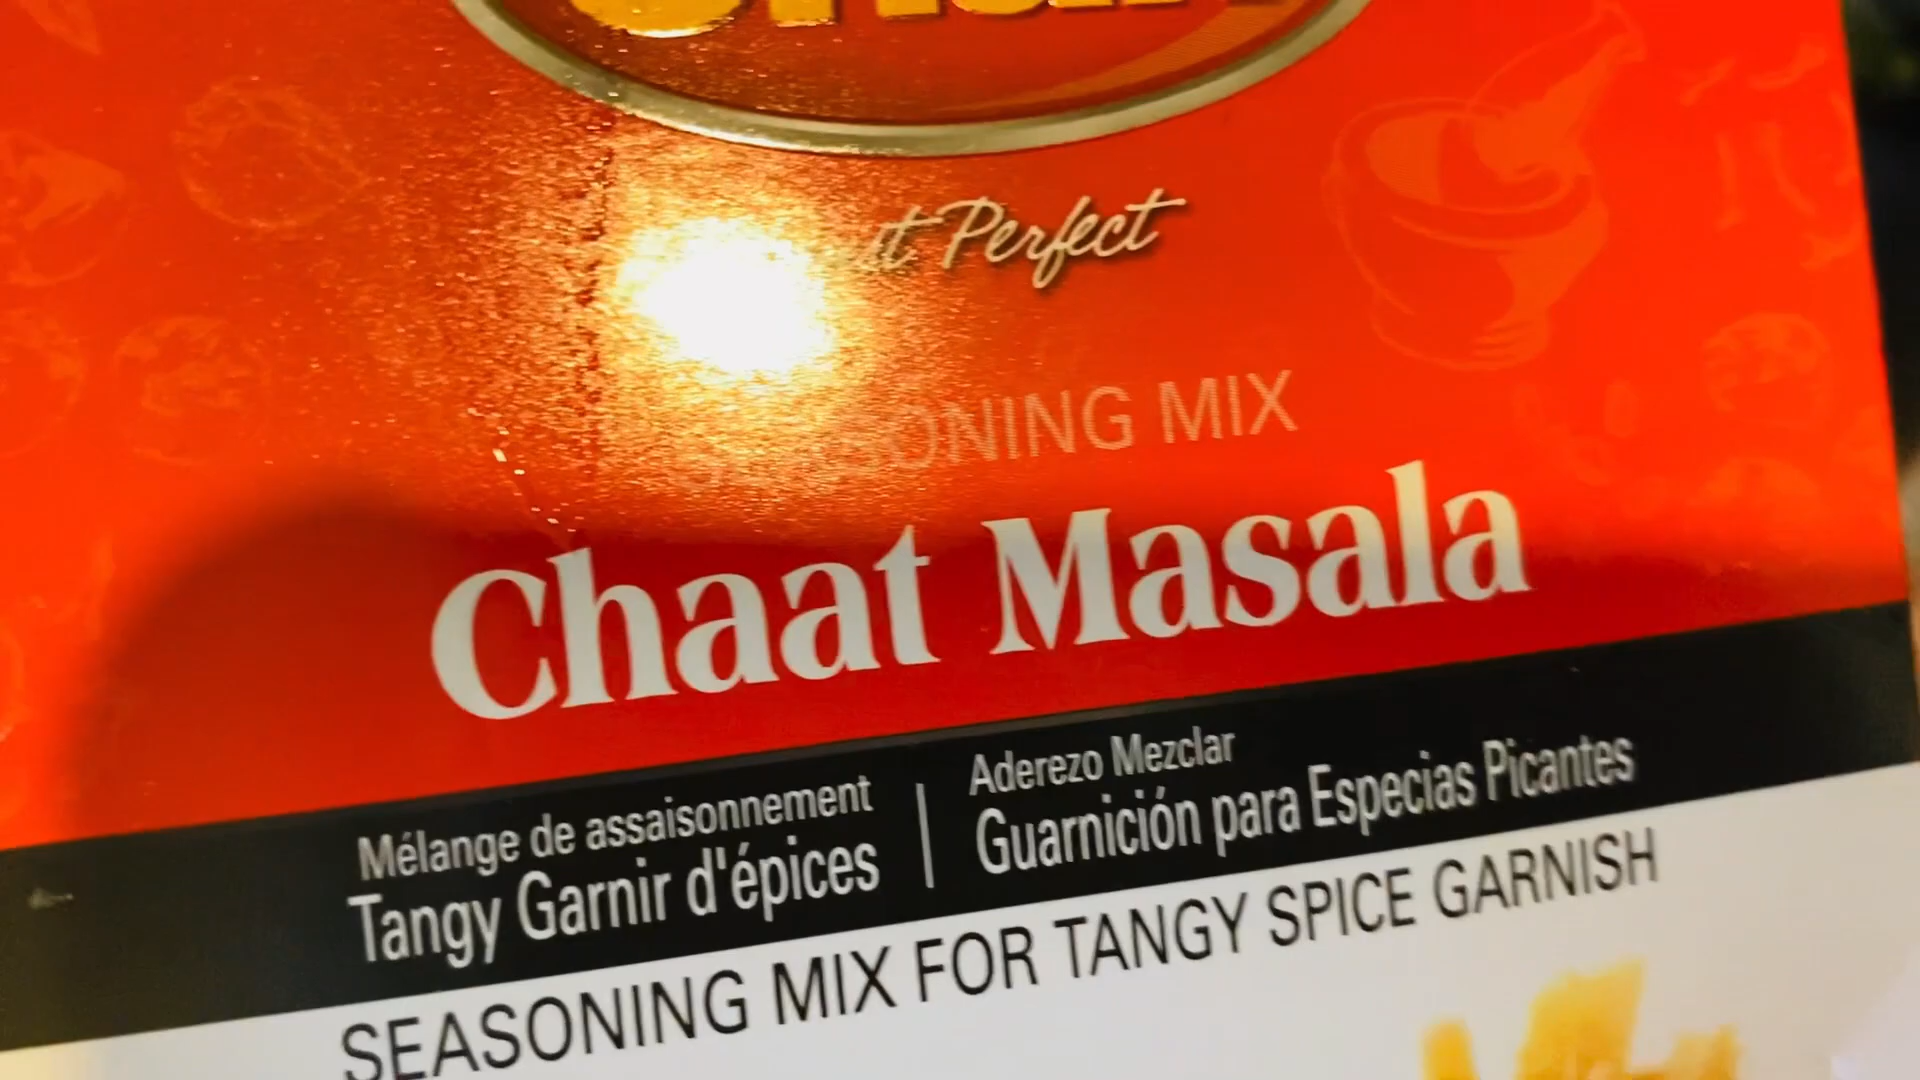 Perfect
SEASONING MIX
Chaat Masala
Mélange de assaisonnement
Tangy Garnir d'épices
Aderezo Mezclar
Guarnición para Especias Picantes
SEASONING MIX FOR TANGY SPICE GARNISH